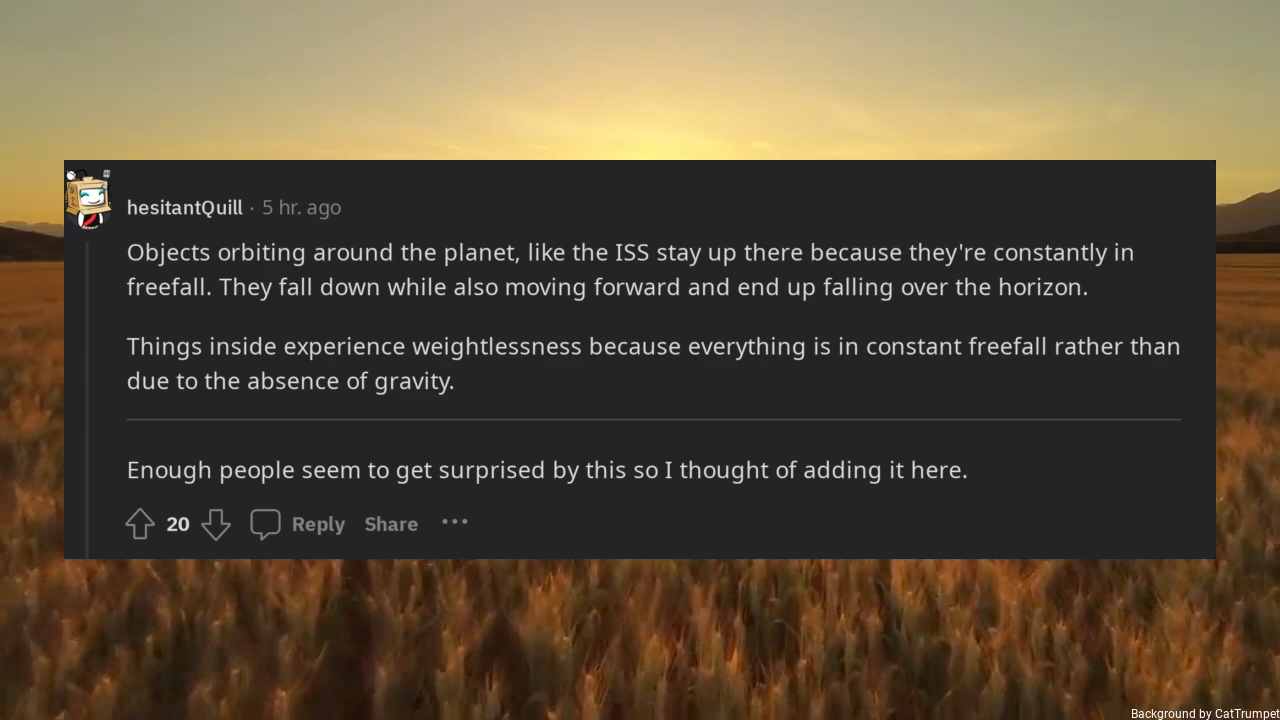 hesitantQuill · 5 hr. ago
Objects orbiting around the planet, like the ISS stay up there because they're constantly in
freefall. They fall down while also moving forward and end up falling over the horizon.
Things inside experience weightlessness because everything is in constant freefall rather than
due to the absence of gravity.
Enough people seem to get surprised by this so I thought of adding it here.
20 Reply Share ···
Background by CatTrumpet